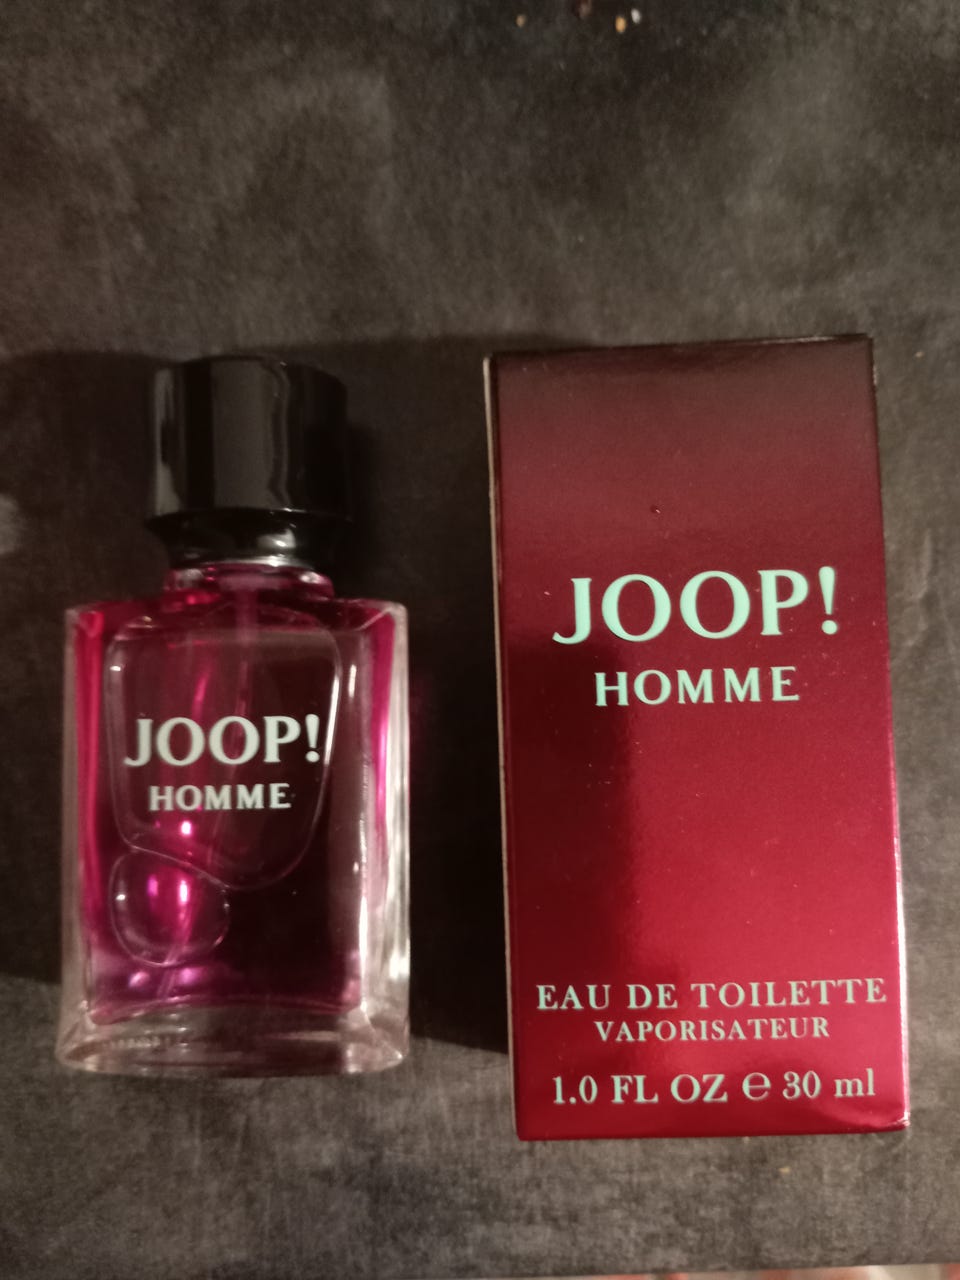 JOOP!
HOMME
JOOP!
HOMME
EAU DE TOILETTE
VAPORISATEUR
1.0 FL OZ ℮ 30 ml